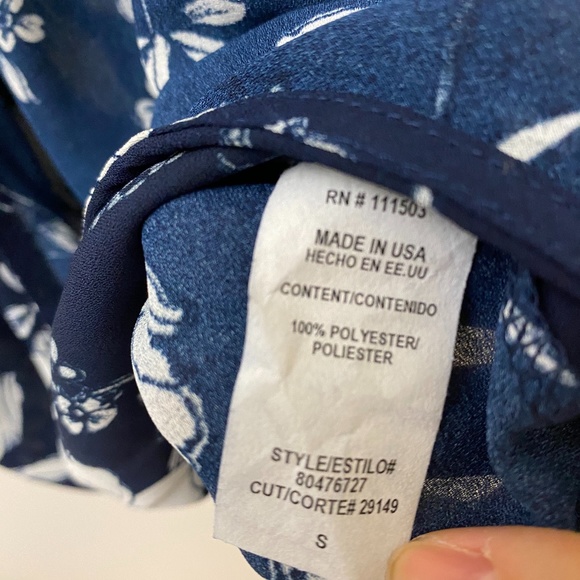 RN # 111503
MADE IN USA
HECHO EN EE.UU
CONTENT/CONTENIDO
100% POLYESTER/
POLIESTER
STYLE/ESTILO#
80476727
CUT/CORTE# 29149
S